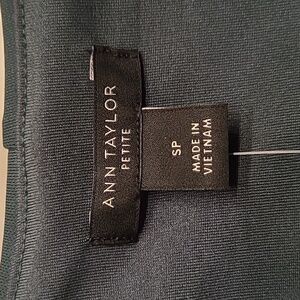 ANN TAYLOR
PETITE
SP
MADE IN
VIETNAM